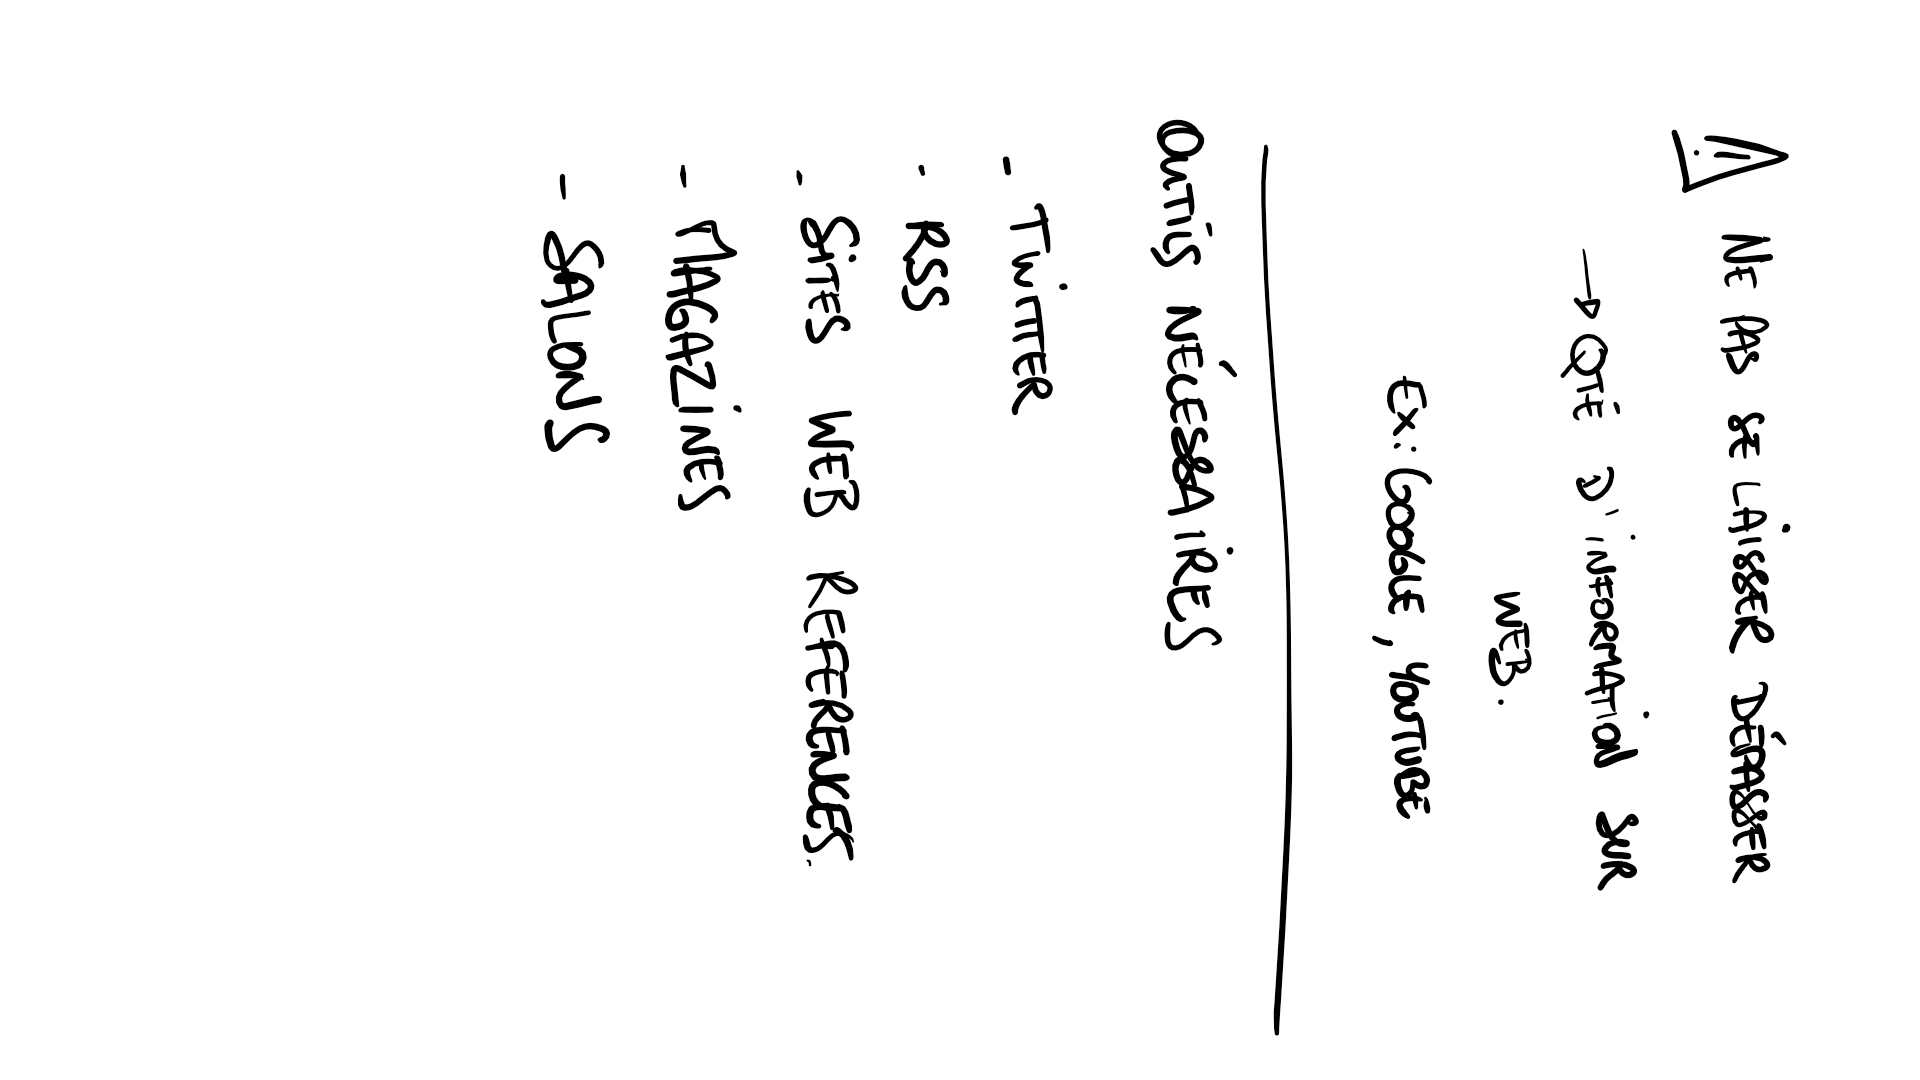 ⚠ NE PAS SE LAISSER DÉPASSER
→ QTÉ D'INFORMATION SUR
WEB.
Ex: GOOGLE, YOUTUBE
OUTILS NÉCESSAIRES
- TWITTER
- RSS
- SITES WEB REFERENCES.
- MAGAZINES
- SALONS